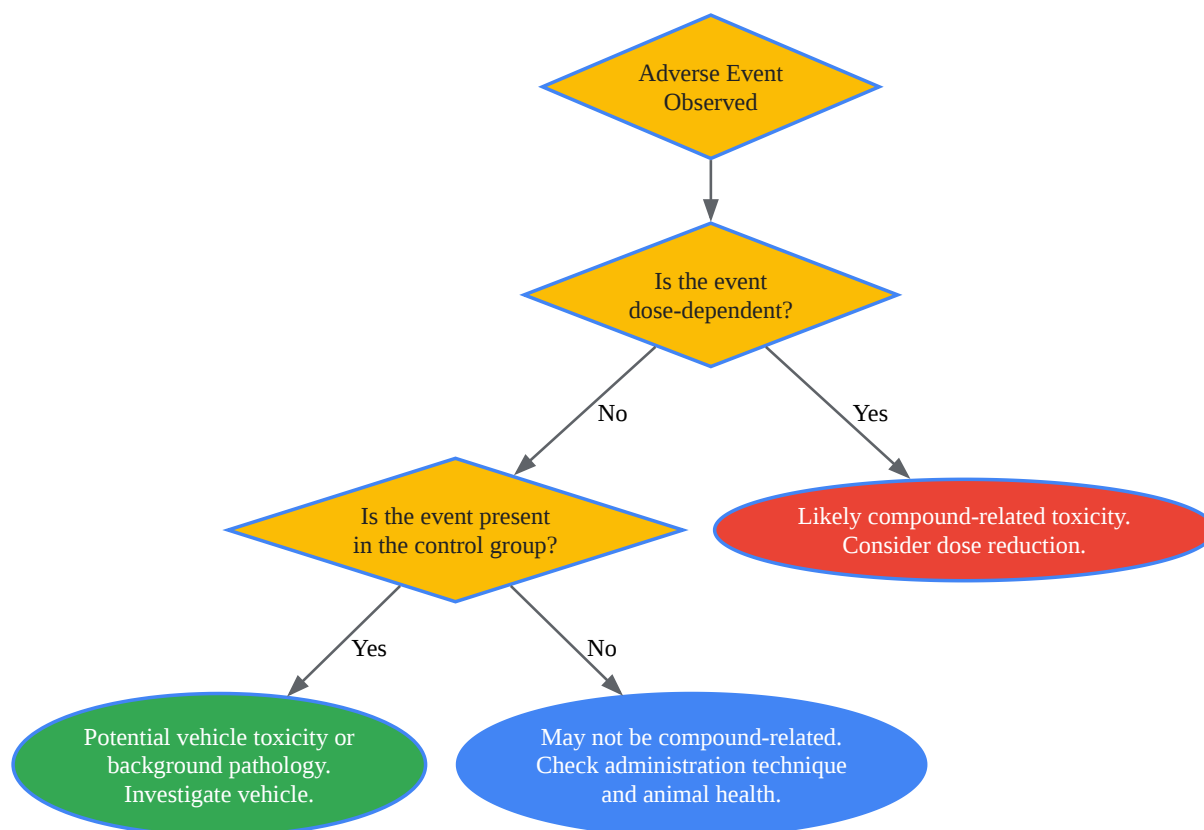 Adverse Event
Observed
Is the event
dose-dependent?
No
Yes
Is the event present
in the control group?
Likely compound-related toxicity.
Consider dose reduction.
Yes
No
Potential vehicle toxicity or
background pathology.
Investigate vehicle.
May not be compound-related.
Check administration technique
and animal health.